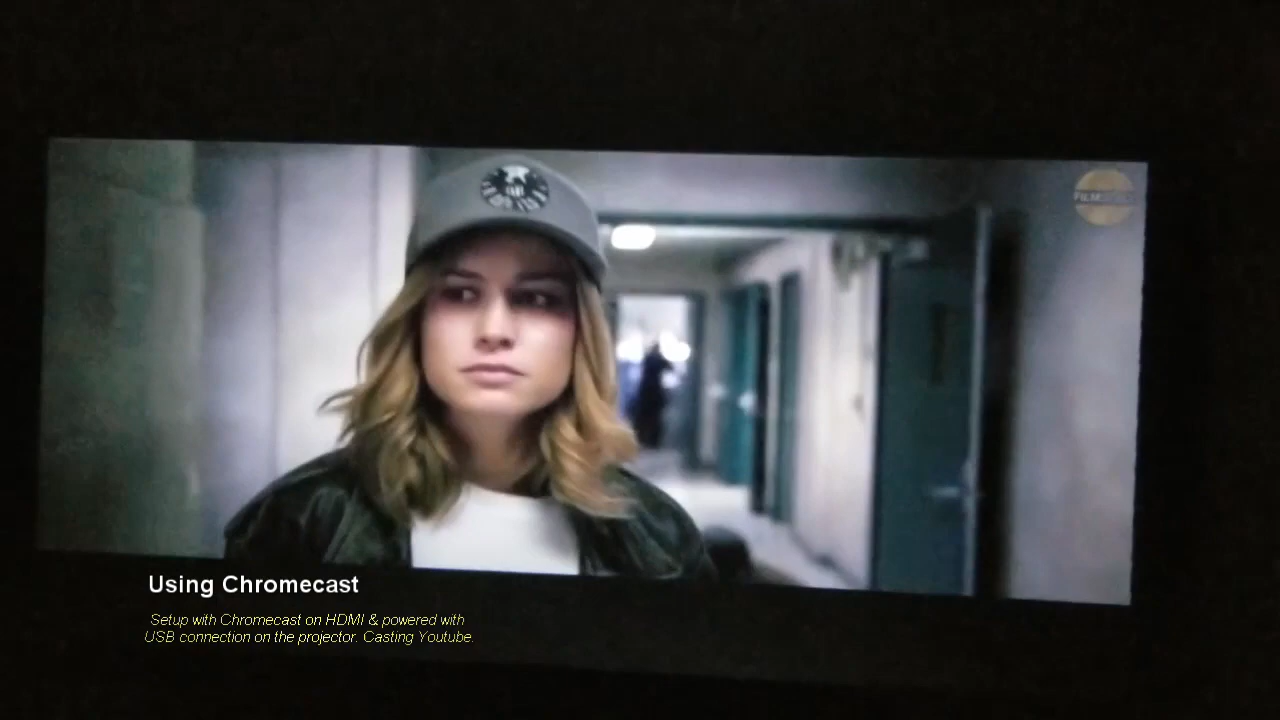 Using Chromecast
Setup with Chromecast on HDMI & powered with
USB connection on the projector. Casting Youtube.